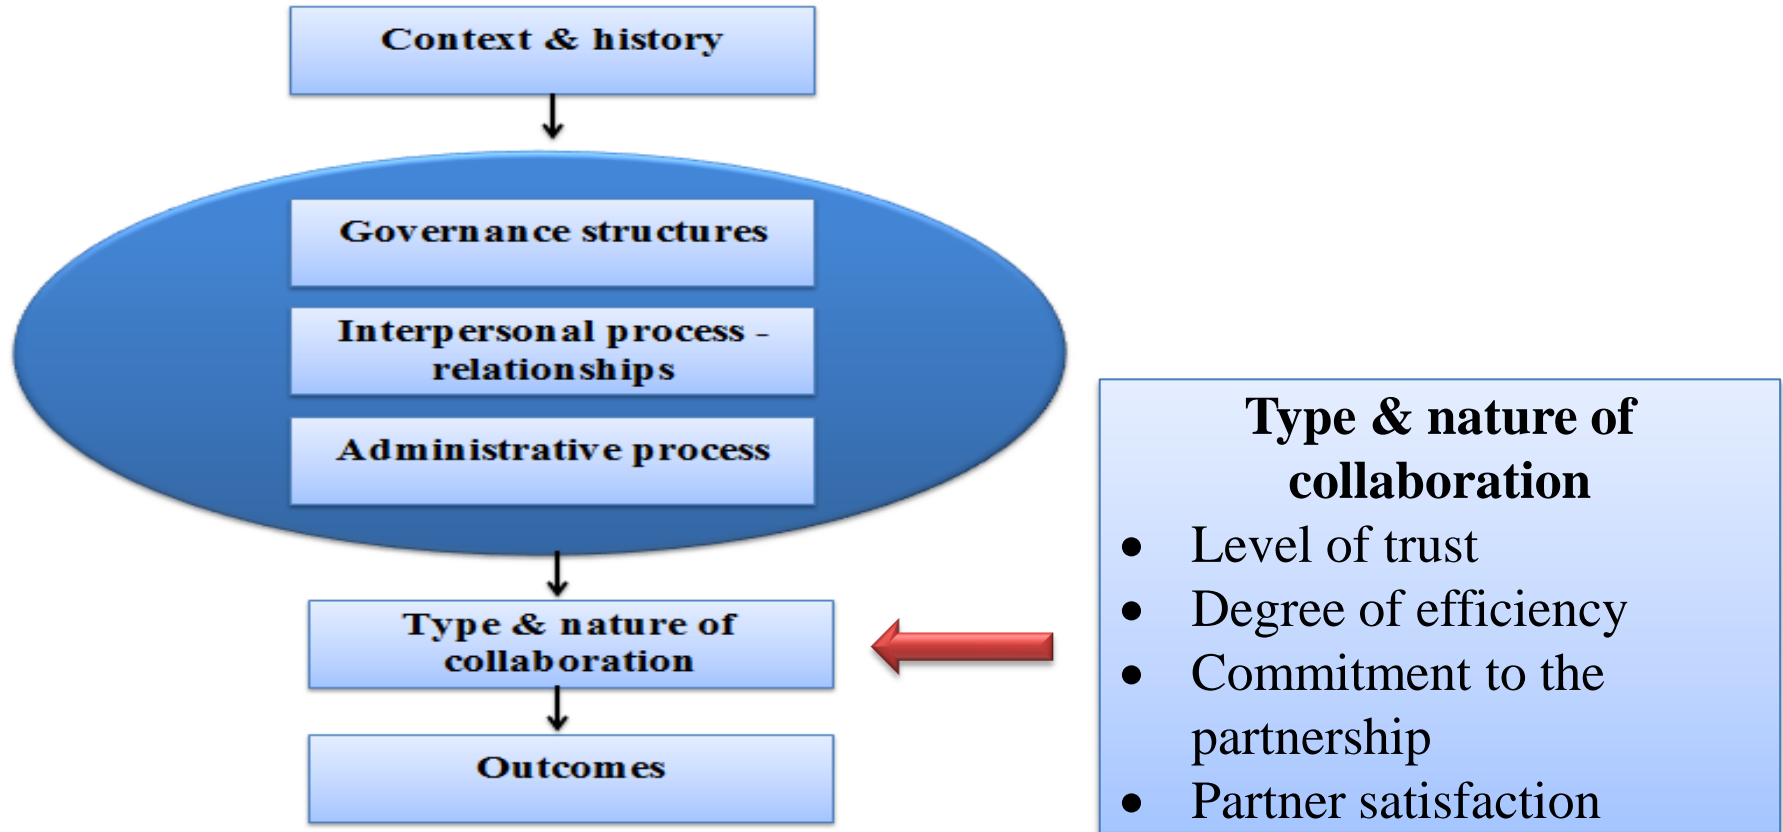 Context & history
Governance structures
Interpersonal process -
relationships
Administrative process
Type & nature of
collaboration
Outcomes
Type & nature of
collaboration
• Level of trust
• Degree of efficiency
• Commitment to the
partnership
• Partner satisfaction